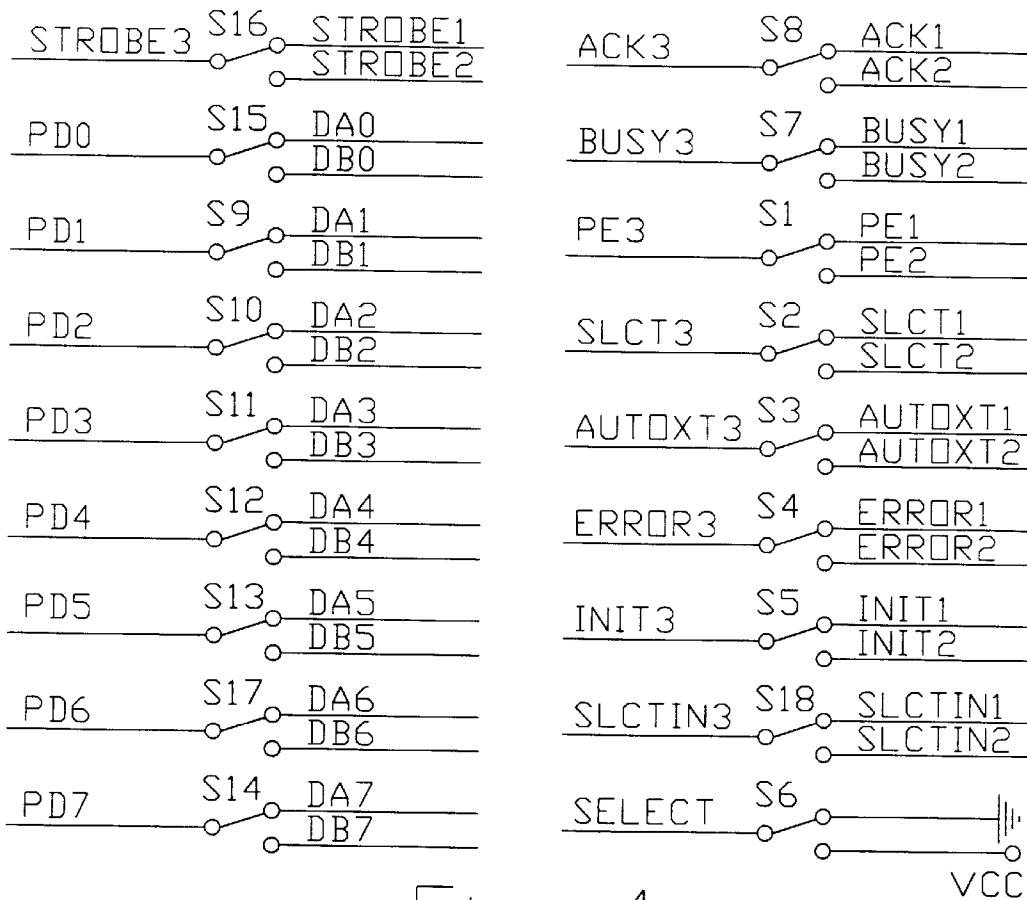 STROBE3 S16 STROBE1
STROBE2
PD0 S15 DA0
DB0
PD1 S9 DA1
DB1
PD2 S10 DA2
DB2
PD3 S11 DA3
DB3
PD4 S12 DA4
DB4
PD5 S13 DA5
DB5
PD6 S17 DA6
DB6
PD7 S14 DA7
DB7
ACK3 S8 ACK1
ACK2
BUSY3 S7 BUSY1
BUSY2
PE3 S1 PE1
PE2
SLCT3 S2 SLCT1
SLCT2
AUTOXT3 S3 AUTOXT1
AUTOXT2
ERROR3 S4 ERROR1
ERROR2
INIT3 S5 INIT1
INIT2
SLCTIN3 S18 SLCTIN1
SLCTIN2
SELECT S6
VCC